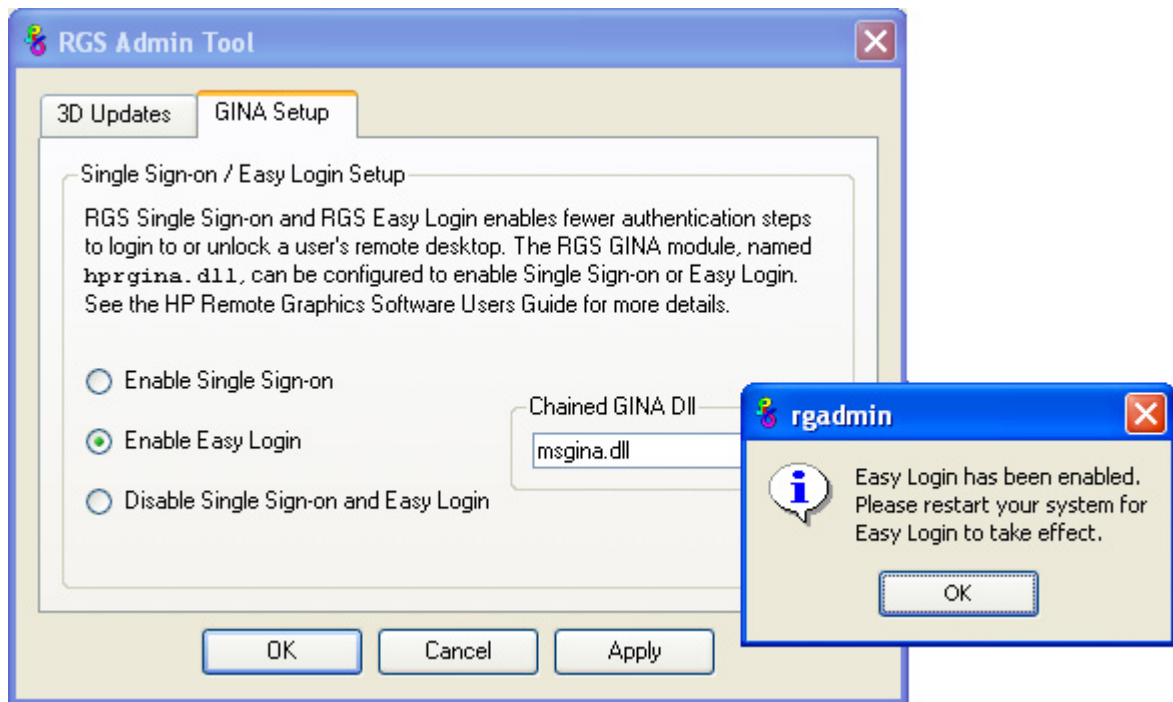 RGS Admin Tool
3D Updates
GINA Setup
Single Sign-on / Easy Login Setup
RGS Single Sign-on and RGS Easy Login enables fewer authentication steps
to login to or unlock a user's remote desktop. The RGS GINA module, named
hprgina.dll, can be configured to enable Single Sign-on or Easy Login.
See the HP Remote Graphics Software Users Guide for more details.
Enable Single Sign-on
Enable Easy Login
Disable Single Sign-on and Easy Login
Chained GINA Dll
msgina.dll
OK
Cancel
Apply
rgadmin
Easy Login has been enabled.
Please restart your system for
Easy Login to take effect.
OK